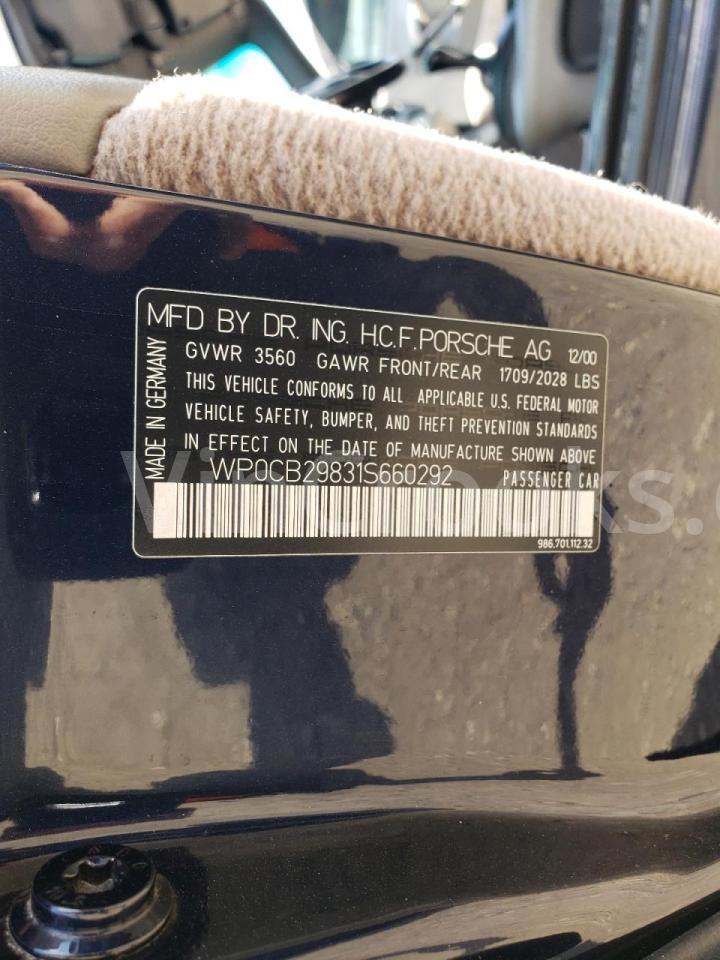 MFD BY DR. ING. H.C.F. PORSCHE AG 12/00
GVWR 3560 GAWR FRONT/REAR 1709/2028 LBS
THIS VEHICLE CONFORMS TO ALL APPLICABLE U.S. FEDERAL MOTOR
VEHICLE SAFETY, BUMPER, AND THEFT PREVENTION STANDARDS
IN EFFECT ON THE DATE OF MANUFACTURE SHOWN ABOVE
WP0CB29831S660292 PASSENGER CAR
986.701.112.32
MADE IN GERMANY